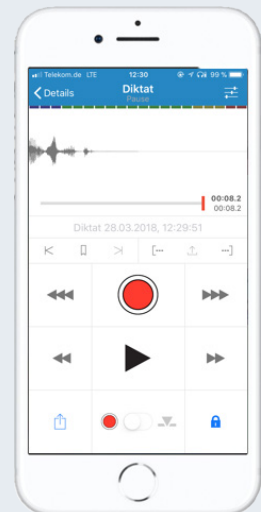 Telekom.de LTE 12:30 99 %
Details Diktat
Pause
00:08.2
00:08.2
Diktat 28.03.2018, 12:29:51